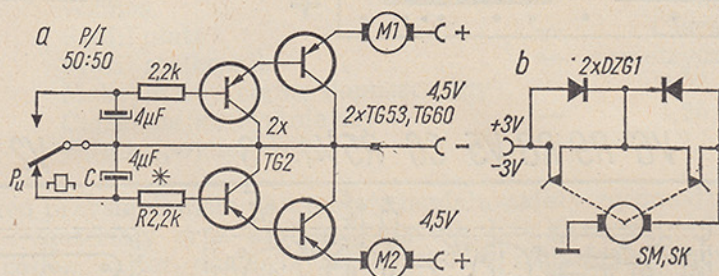 a P/I
50:50
2,2k
4μF
4μF
Pu
C *
R2,2k
2x
TG2
M1 +
4,5V
2xTG53,TG60
-
4,5V
M2 +
b
2xDZG1
+3V
-3V
SM,SK